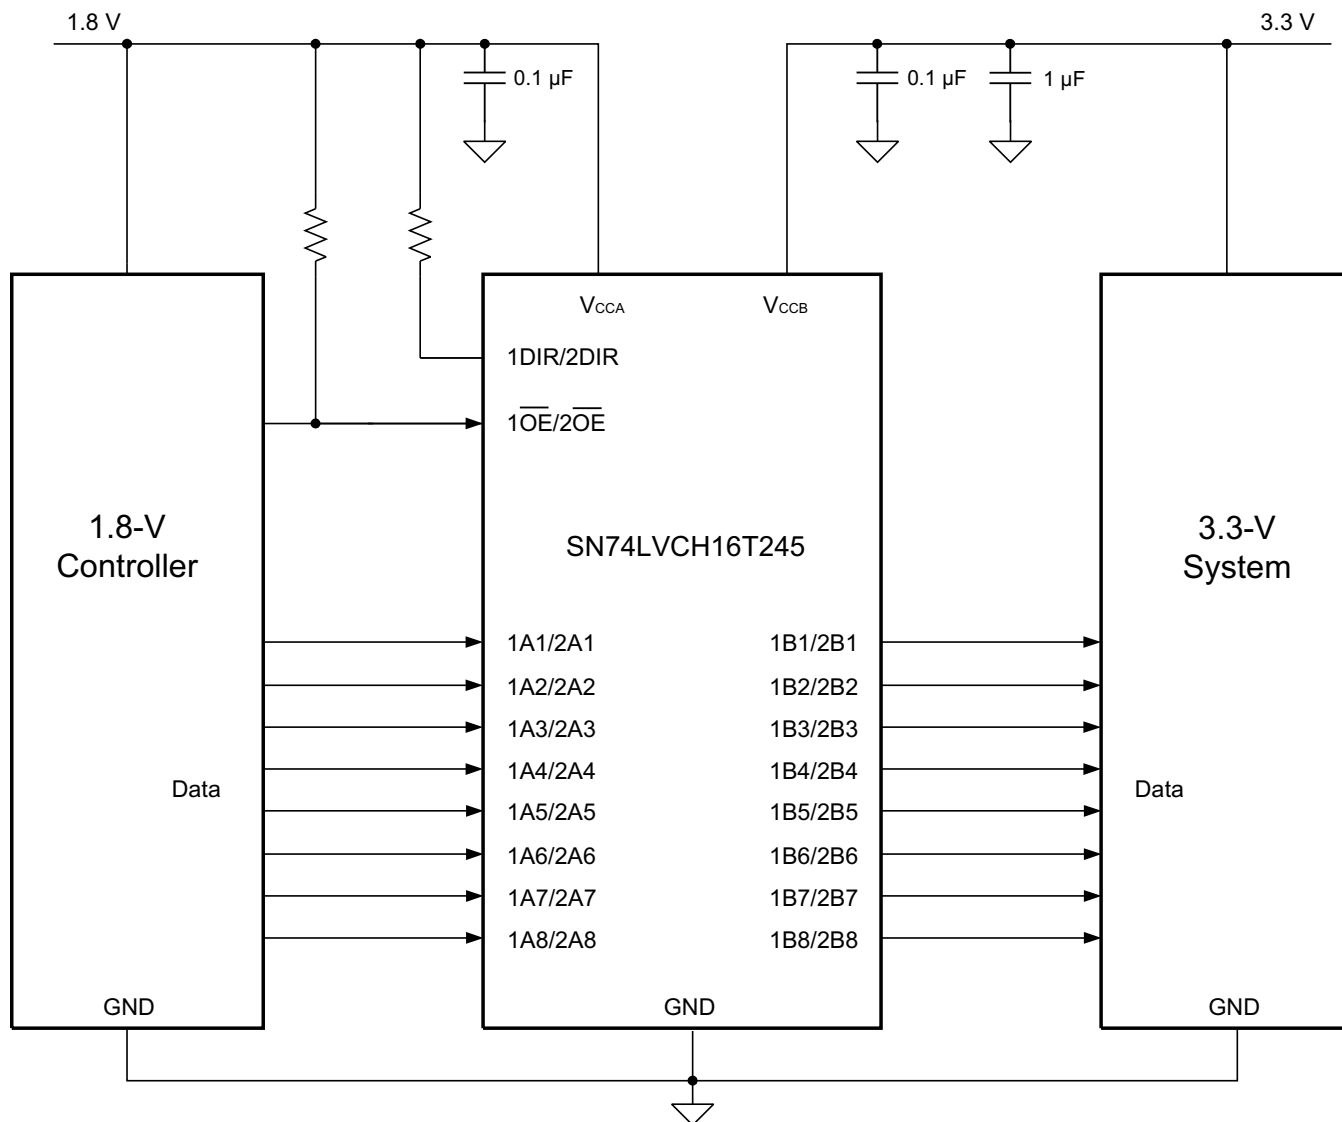 1.8 V
3.3 V
0.1 µF
0.1 µF
1 µF
VCCA
VCCB
1DIR/2DIR
1OE/2OE
1.8-V
Controller
SN74LVCH16T245
3.3-V
System
1A1/2A1
1B1/2B1
1A2/2A2
1B2/2B2
1A3/2A3
1B3/2B3
1A4/2A4
1B4/2B4
Data
Data
1A5/2A5
1B5/2B5
1A6/2A6
1B6/2B6
1A7/2A7
1B7/2B7
1A8/2A8
1B8/2B8
GND
GND
GND